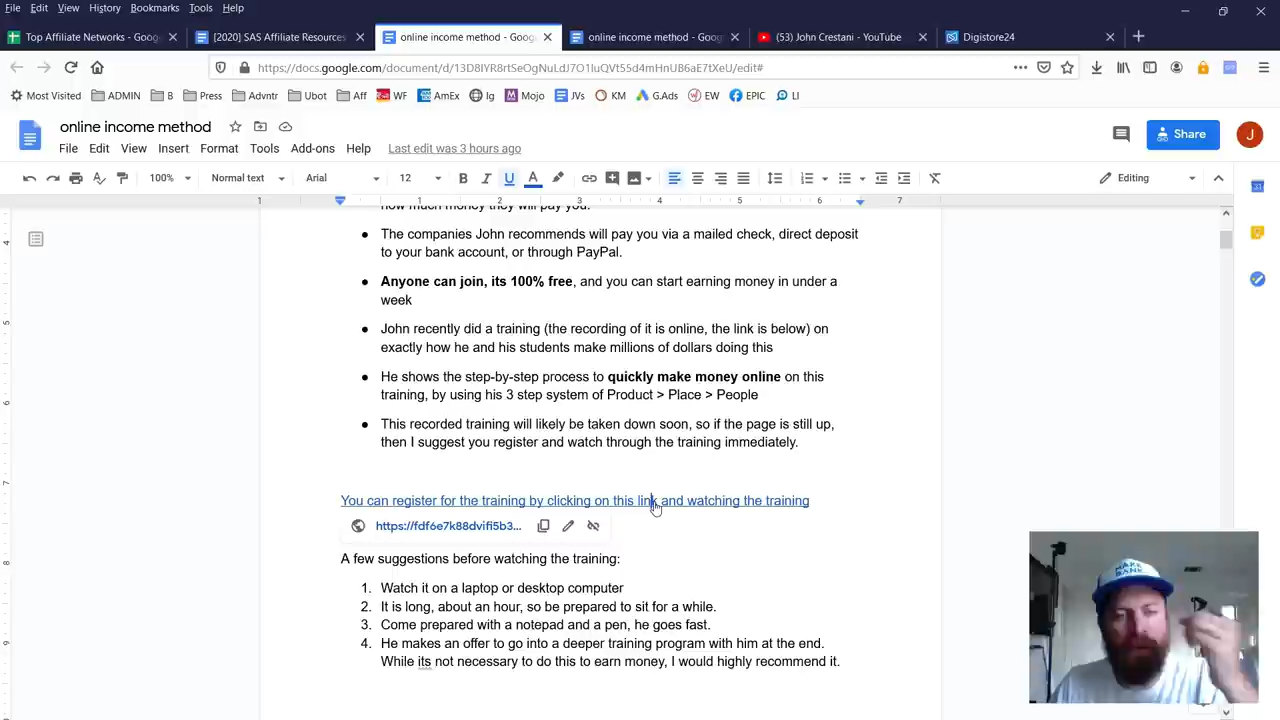 File Edit View History Bookmarks Tools Help
Top Affiliate Networks - Goog
[2020] SAS Affiliate Resources
online income method - Goog
online income method - Goog
(53) John Crestani - YouTube
Digistore24
https://docs.google.com/document/d/13D8IYR8rtSeOgNuLdJ7O1IuQVt55d4mHnUB6aE7tXeU/edit#
Most Visited ADMIN B Press Advntr Ubot Aff WF AmEx Ig Mojo JVs KM G.Ads EW EPIC LI
online income method
File Edit View Insert Format Tools Add-ons Help Last edit was 3 hours ago
Share
J
100% Normal text Arial 12 B I U A Editing
1 1 2 3 4 5 6 7
how much money they will pay you.
● The companies John recommends will pay you via a mailed check, direct deposit
to your bank account, or through PayPal.
● Anyone can join, its 100% free, and you can start earning money in under a
week
● John recently did a training (the recording of it is online, the link is below) on
exactly how he and his students make millions of dollars doing this
● He shows the step-by-step process to quickly make money online on this
training, by using his 3 step system of Product > Place > People
● This recorded training will likely be taken down soon, so if the page is still up,
then I suggest you register and watch through the training immediately.
You can register for the training by clicking on this link and watching the training
https://fdf6e7k88dvifi5b3...
A few suggestions before watching the training:
1. Watch it on a laptop or desktop computer
2. It is long, about an hour, so be prepared to sit for a while.
3. Come prepared with a notepad and a pen, he goes fast.
4. He makes an offer to go into a deeper training program with him at the end.
While its not necessary to do this to earn money, I would highly recommend it.
MAKE
BANK